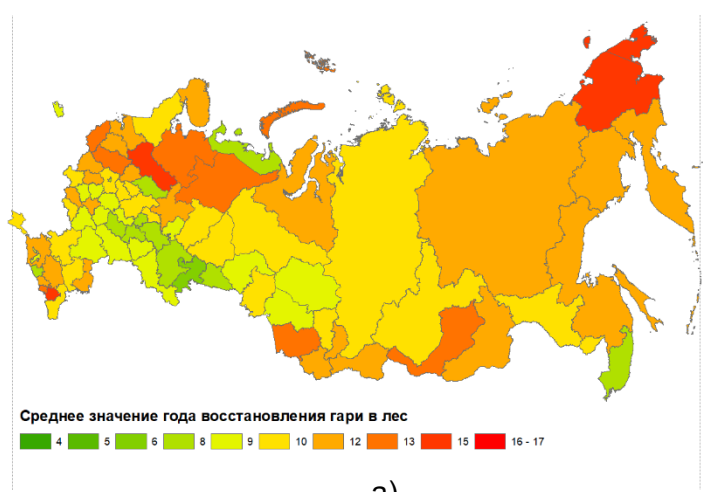 Среднее значение года восстановления гари в лес
4 5 6 8 9 10 12 13 15 16 - 17
а)